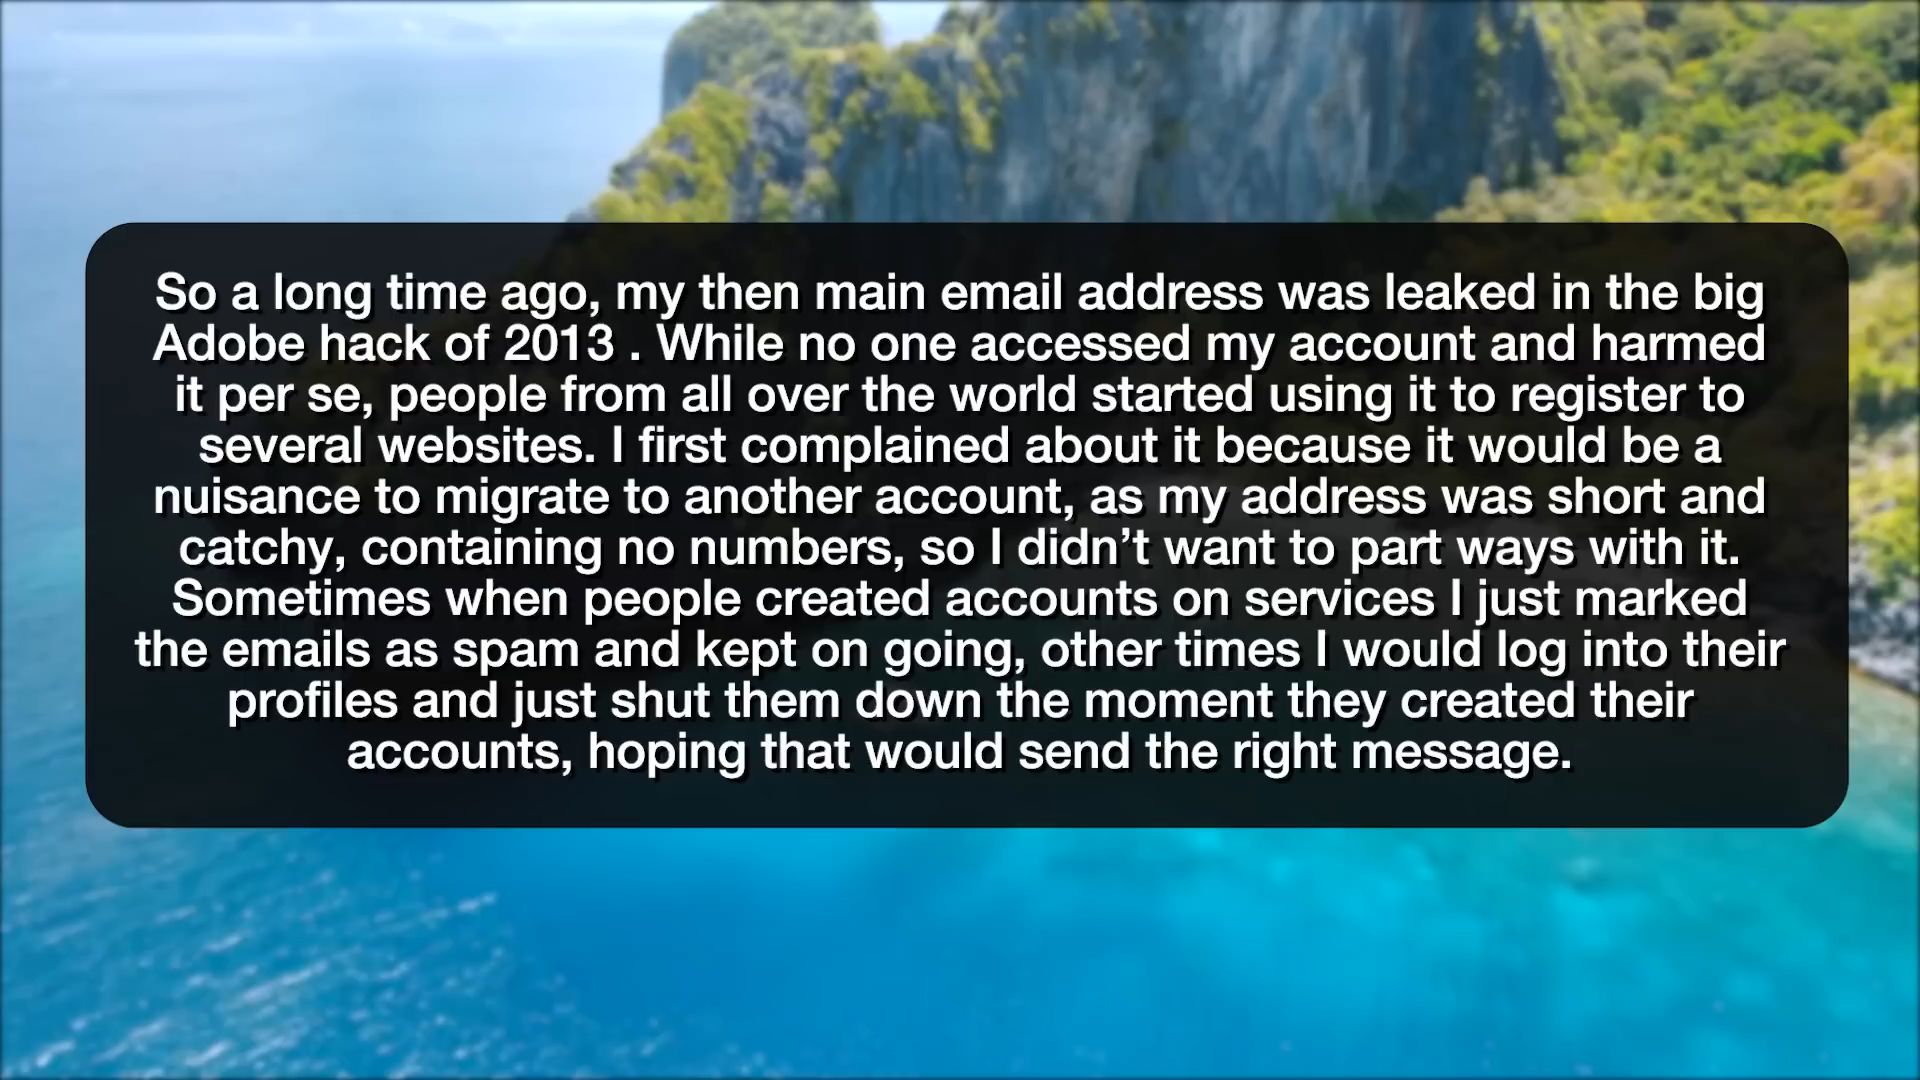 So a long time ago, my then main email address was leaked in the big
Adobe hack of 2013 . While no one accessed my account and harmed
it per se, people from all over the world started using it to register to
several websites. I first complained about it because it would be a
nuisance to migrate to another account, as my address was short and
catchy, containing no numbers, so I didn’t want to part ways with it.
Sometimes when people created accounts on services I just marked
the emails as spam and kept on going, other times I would log into their
profiles and just shut them down the moment they created their
accounts, hoping that would send the right message.